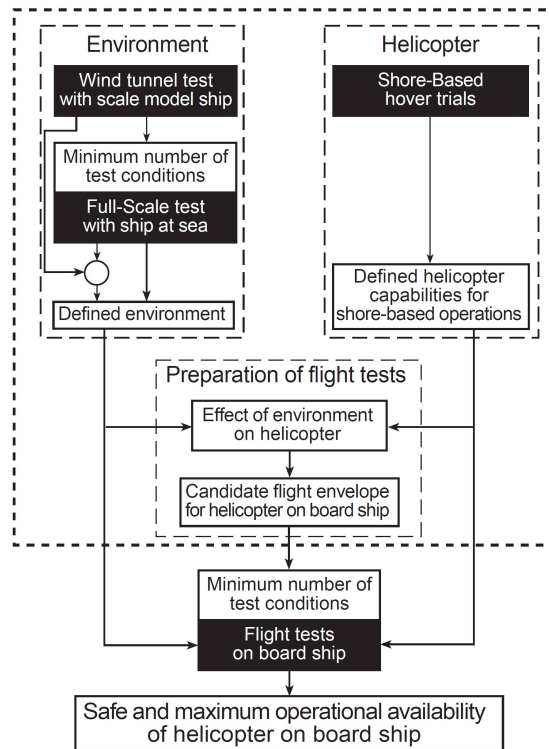 Environment
Wind tunnel test
with scale model ship
Minimum number of
test conditions
Full-Scale test
with ship at sea
Defined environment
Helicopter
Shore-Based
hover trials
Defined helicopter
capabilities for
shore-based operations
Preparation of flight tests
Effect of environment
on helicopter
Candidate flight envelope
for helicopter on board ship
Minimum number of
test conditions
Flight tests
on board ship
Safe and maximum operational availability
of helicopter on board ship